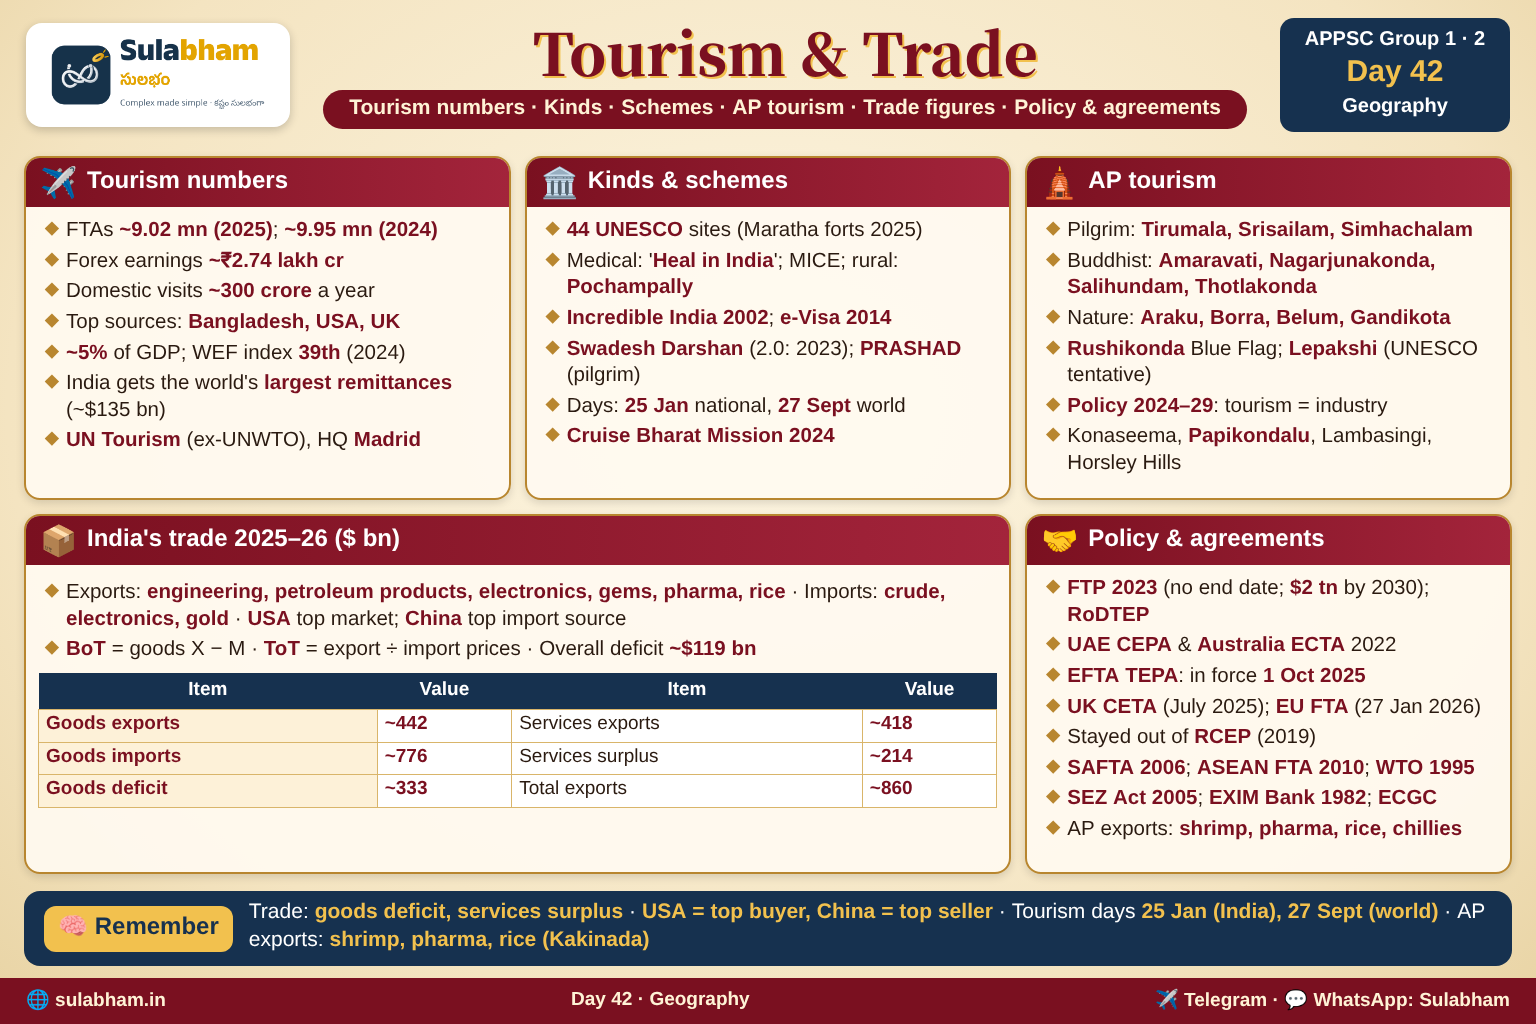 Sulabham
సులభం
Complex made simple · కష్టం సులభంగా
Tourism & Trade
Tourism numbers · Kinds · Schemes · AP tourism · Trade figures · Policy & agreements
APPSC Group 1 · 2
Day 42
Geography
Tourism numbers
FTAs ~9.02 mn (2025); ~9.95 mn (2024)
Forex earnings ~₹2.74 lakh cr
Domestic visits ~300 crore a year
Top sources: Bangladesh, USA, UK
~5% of GDP; WEF index 39th (2024)
India gets the world's largest remittances
(~$135 bn)
UN Tourism (ex-UNWTO), HQ Madrid
Kinds & schemes
44 UNESCO sites (Maratha forts 2025)
Medical: 'Heal in India'; MICE; rural:
Pochampally
Incredible India 2002; e-Visa 2014
Swadesh Darshan (2.0: 2023); PRASHAD
(pilgrim)
Days: 25 Jan national, 27 Sept world
Cruise Bharat Mission 2024
AP tourism
Pilgrim: Tirumala, Srisailam, Simhachalam
Buddhist: Amaravati, Nagarjunakonda,
Salihundam, Thotlakonda
Nature: Araku, Borra, Belum, Gandikota
Rushikonda Blue Flag; Lepakshi (UNESCO
tentative)
Policy 2024–29: tourism = industry
Konaseema, Papikondalu, Lambasingi,
Horsley Hills
India's trade 2025–26 ($ bn)
Exports: engineering, petroleum products, electronics, gems, pharma, rice · Imports: crude,
electronics, gold · USA top market; China top import source
BoT = goods X − M · ToT = export ÷ import prices · Overall deficit ~$119 bn
Item Value Item Value
Goods exports ~442 Services exports ~418
Goods imports ~776 Services surplus ~214
Goods deficit ~333 Total exports ~860
Policy & agreements
FTP 2023 (no end date; $2 tn by 2030);
RoDTEP
UAE CEPA & Australia ECTA 2022
EFTA TEPA: in force 1 Oct 2025
UK CETA (July 2025); EU FTA (27 Jan 2026)
Stayed out of RCEP (2019)
SAFTA 2006; ASEAN FTA 2010; WTO 1995
SEZ Act 2005; EXIM Bank 1982; ECGC
AP exports: shrimp, pharma, rice, chillies
Remember
Trade: goods deficit, services surplus · USA = top buyer, China = top seller · Tourism days 25 Jan (India), 27 Sept (world) · AP
exports: shrimp, pharma, rice (Kakinada)
sulabham.in
Day 42 · Geography
Telegram · WhatsApp: Sulabham